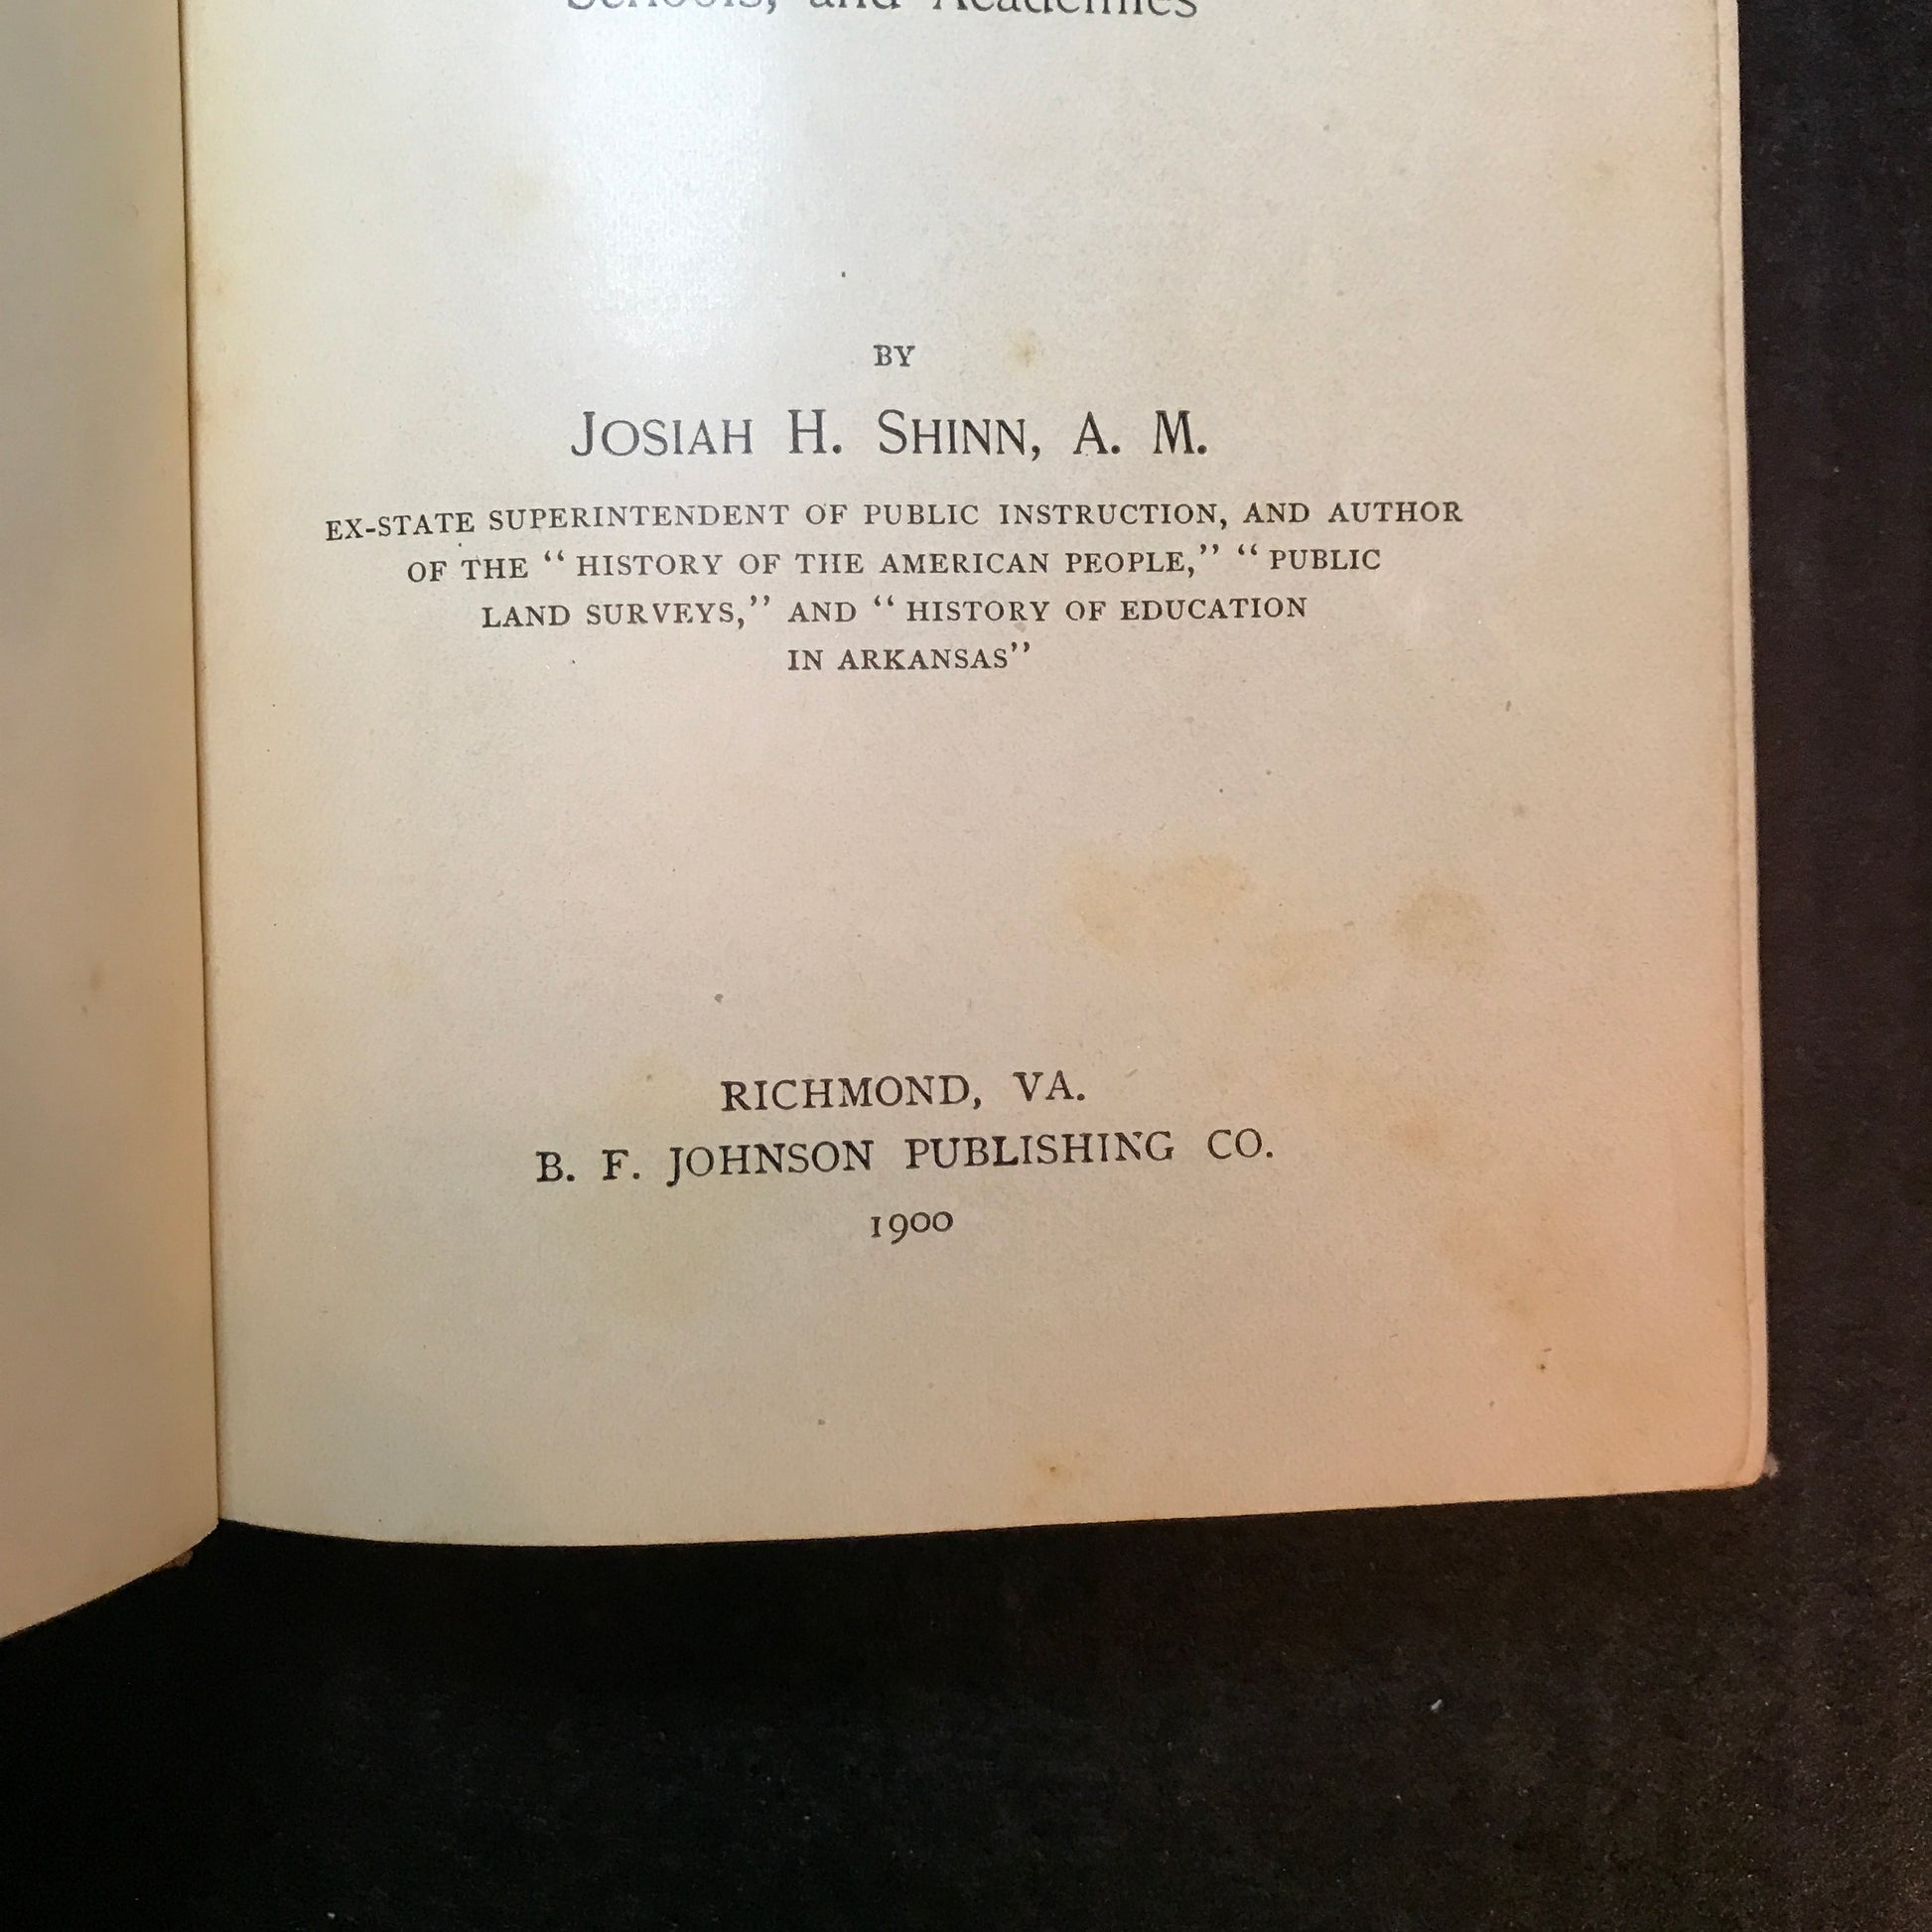 Schools, and Academies
BY
JOSIAH H. SHINN, A. M.
EX-STATE SUPERINTENDENT OF PUBLIC INSTRUCTION, AND AUTHOR
OF THE “ HISTORY OF THE AMERICAN PEOPLE,” “ PUBLIC
LAND SURVEYS,” AND “ HISTORY OF EDUCATION
IN ARKANSAS”
RICHMOND, VA.
B. F. JOHNSON PUBLISHING CO.
1900